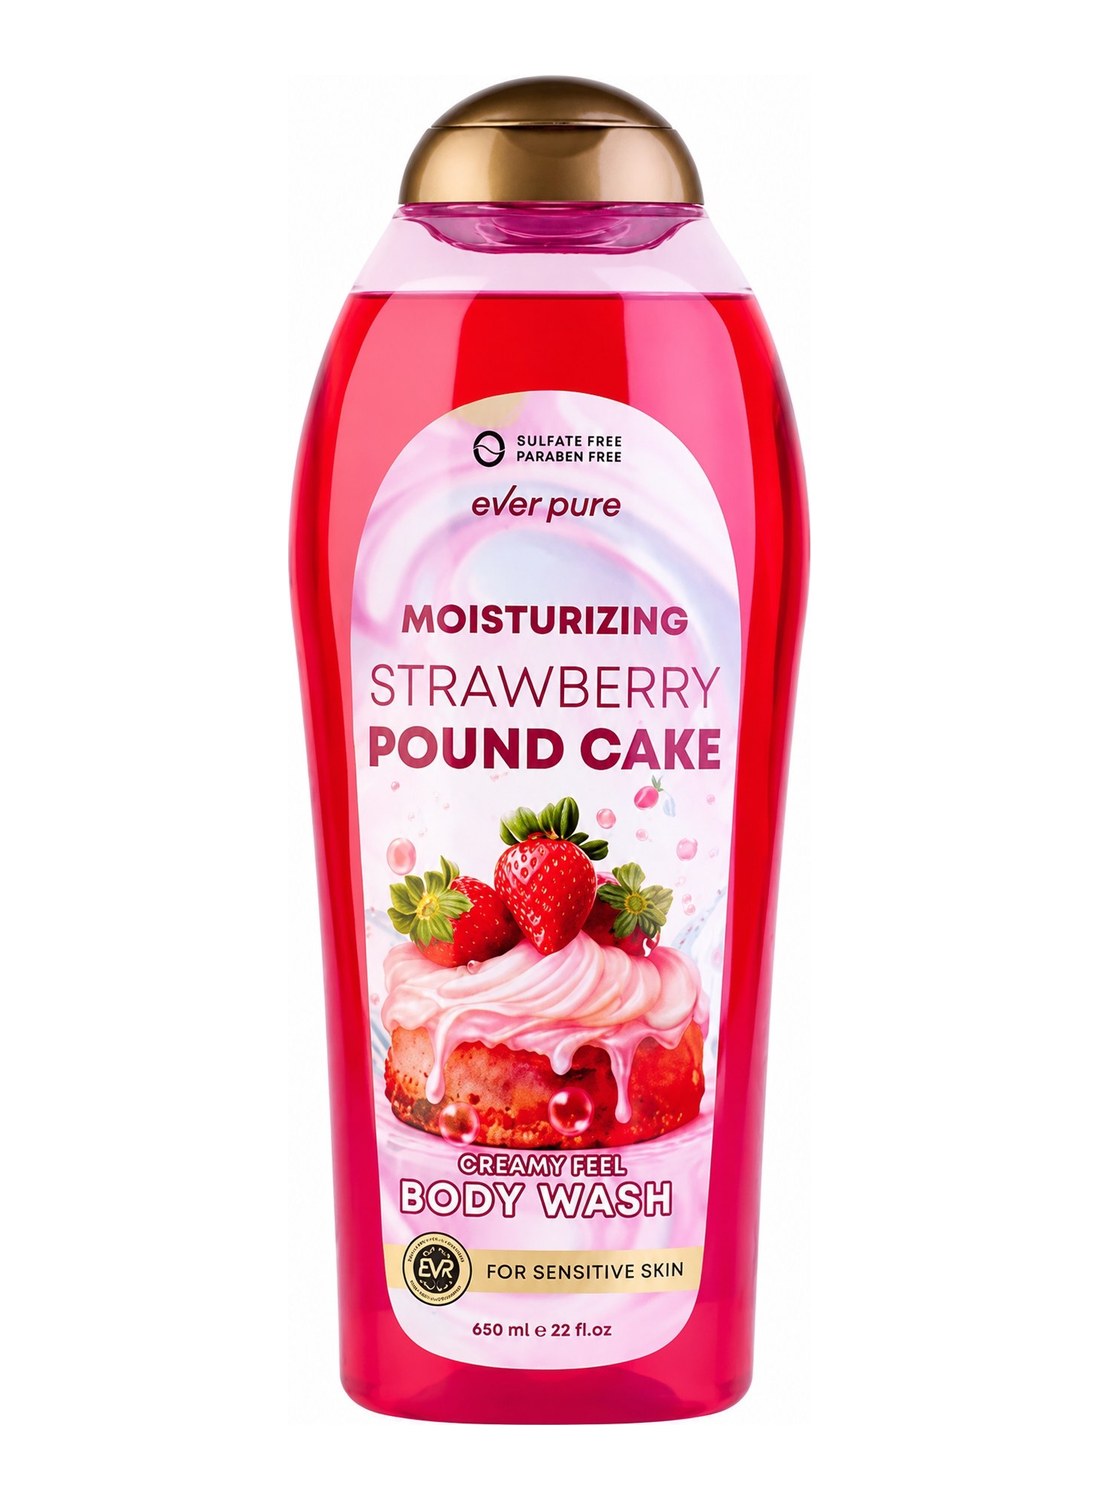 SULFATE FREE
PARABEN FREE
ever pure
MOISTURIZING
STRAWBERRY
POUND CAKE
CREAMY FEEL
BODY WASH
EVR
FOR SENSITIVE SKIN
650 ml e 22 fl.oz